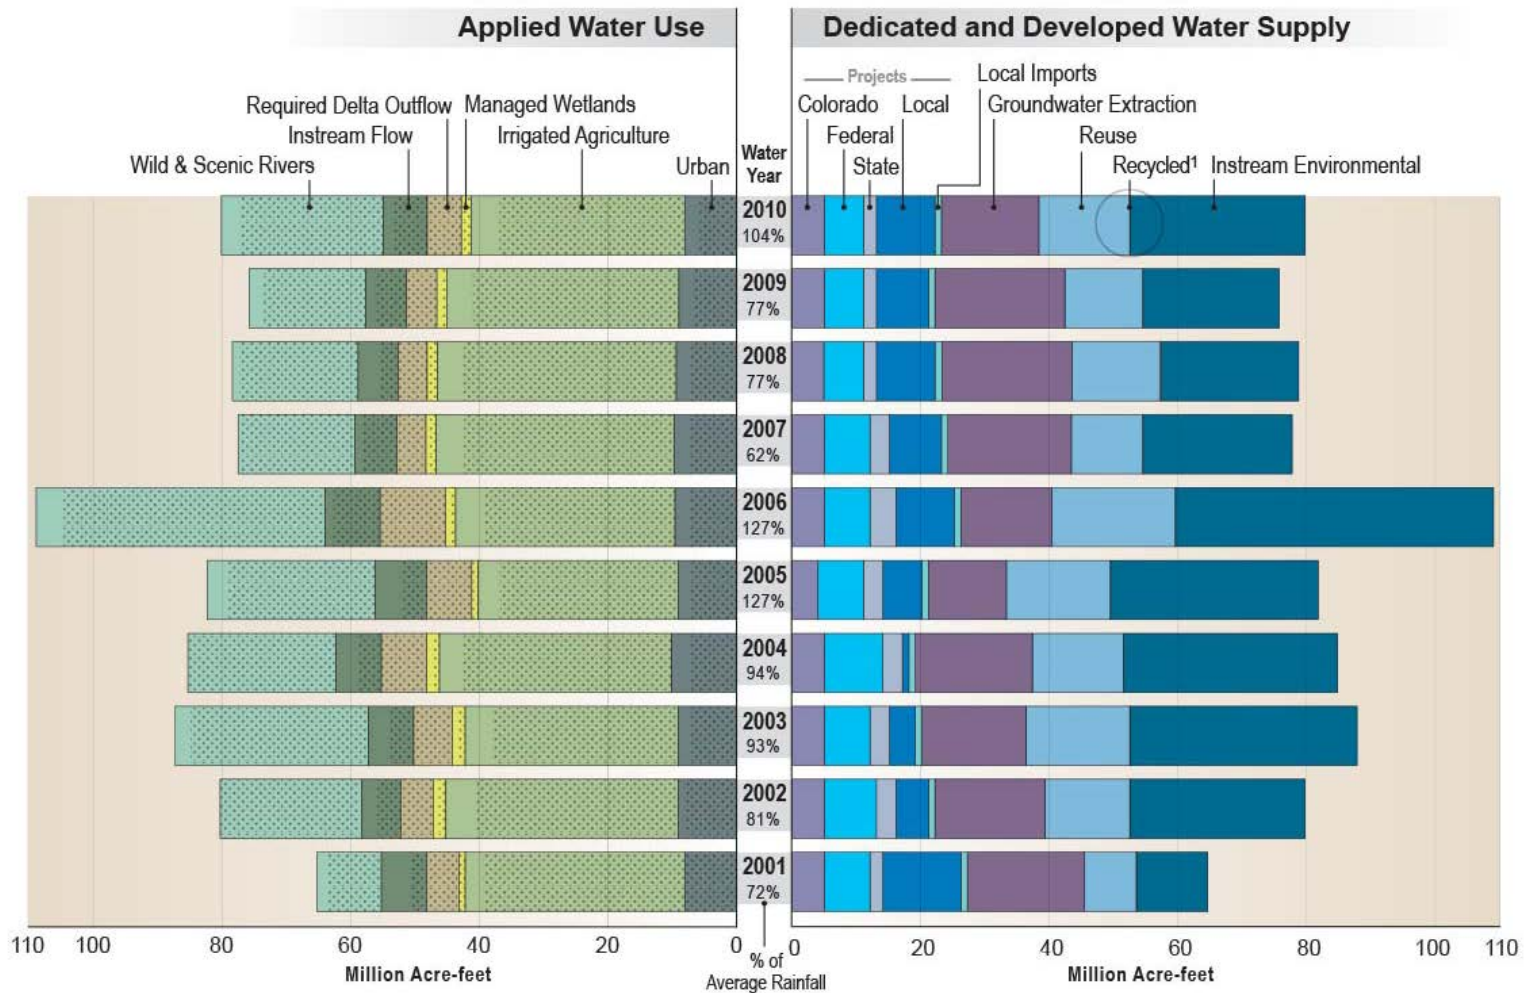 Applied Water Use
Dedicated and Developed Water Supply
Projects
Local Imports
Required Delta Outflow
Managed Wetlands
Colorado
Local
Groundwater Extraction
Instream Flow
Irrigated Agriculture
Federal
Reuse
Wild & Scenic Rivers
Urban
Water
Year
State
Recycled¹
Instream Environmental
2010
104%
2009
77%
2008
77%
2007
62%
2006
127%
2005
127%
2004
94%
2003
93%
2002
81%
2001
72%
110 100 80 60 40 20 0
0 20 40 60 80 100 110
Million Acre-feet
% of
Average Rainfall
Million Acre-feet